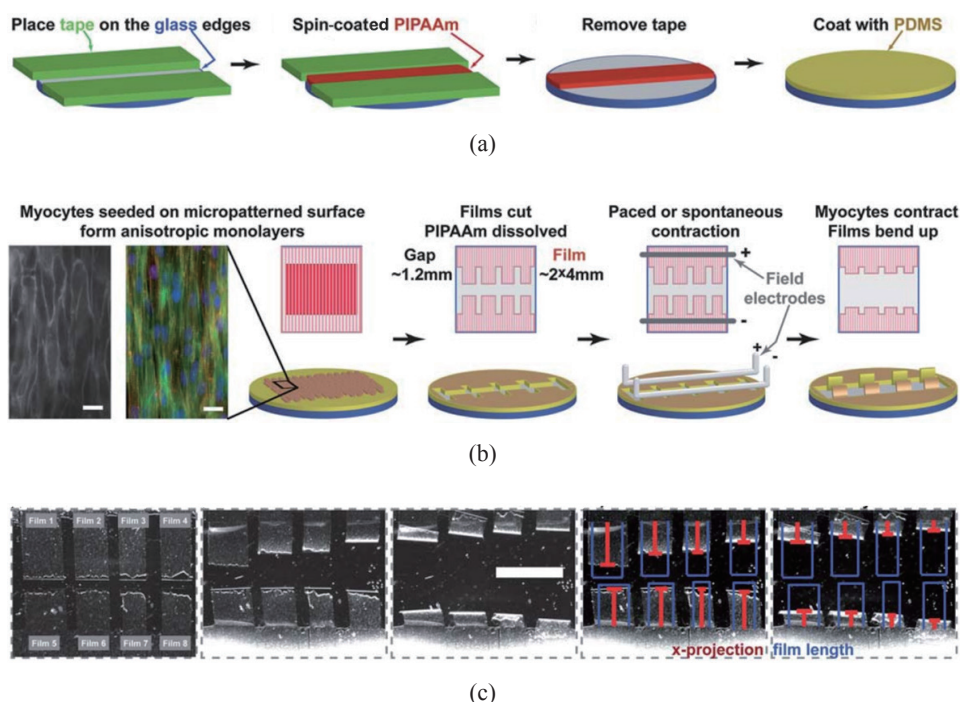 Place tape on the glass edges
Spin-coated PIPAAm
Remove tape
Coat with PDMS
(a)
Myocytes seeded on micropatterned surface
form anisotropic monolayers
Films cut
PIPAAm dissolved
Gap
~1.2mm
Film
~2x4mm
Paced or spontaneous
contraction
+
-
Field
electrodes
+
-
Myocytes contract
Films bend up
(b)
Film 1
Film 2
Film 3
Film 4
Film 5
Film 6
Film 7
Film 8
x-projection
film length
(c)